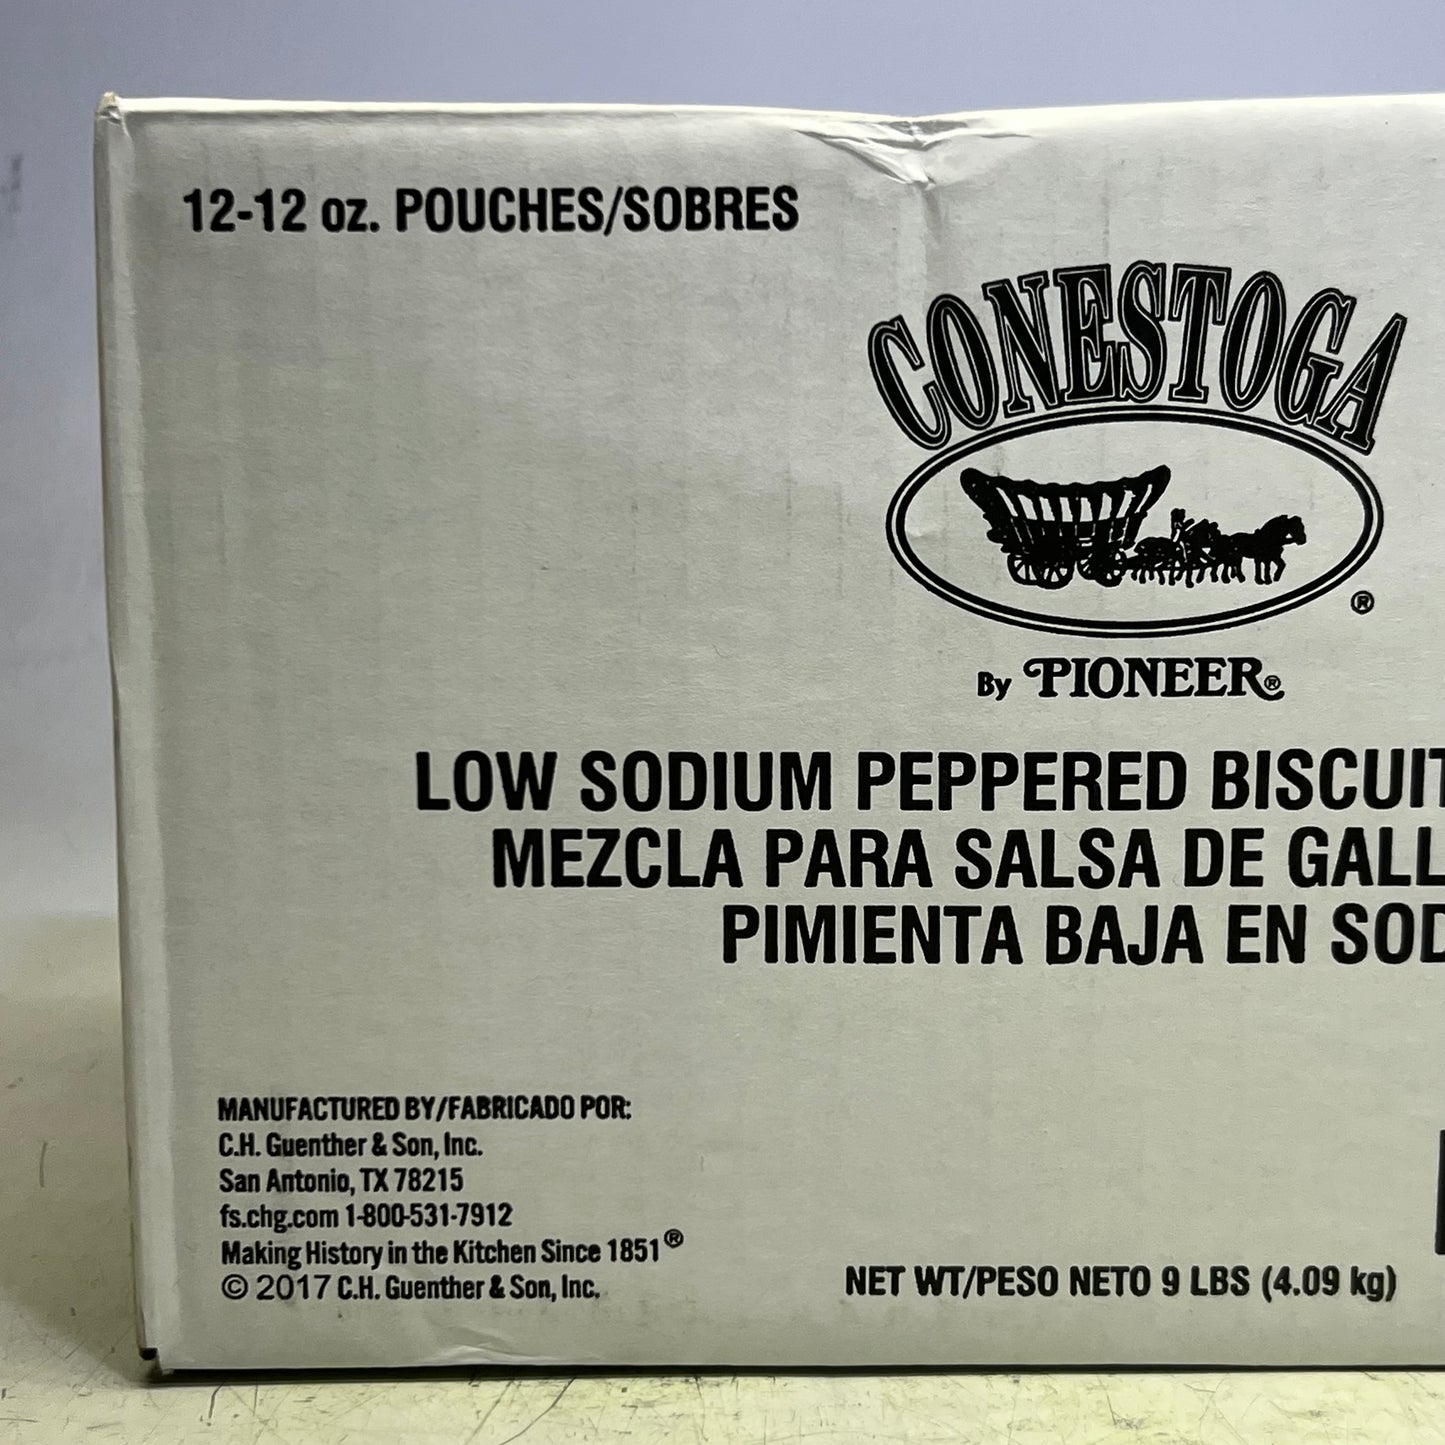 12-12 oz. POUCHES/SOBRES
CONESTOGA
®
By PIONEER®
LOW SODIUM PEPPERED BISCUIT
MEZCLA PARA SALSA DE GALL
PIMIENTA BAJA EN SOD
MANUFACTURED BY/FABRICADO POR:
C.H. Guenther & Son, Inc.
San Antonio, TX 78215
fs.chg.com 1-800-531-7912
Making History in the Kitchen Since 1851®
© 2017 C.H. Guenther & Son, Inc.
NET WT/PESO NETO 9 LBS (4.09 kg)